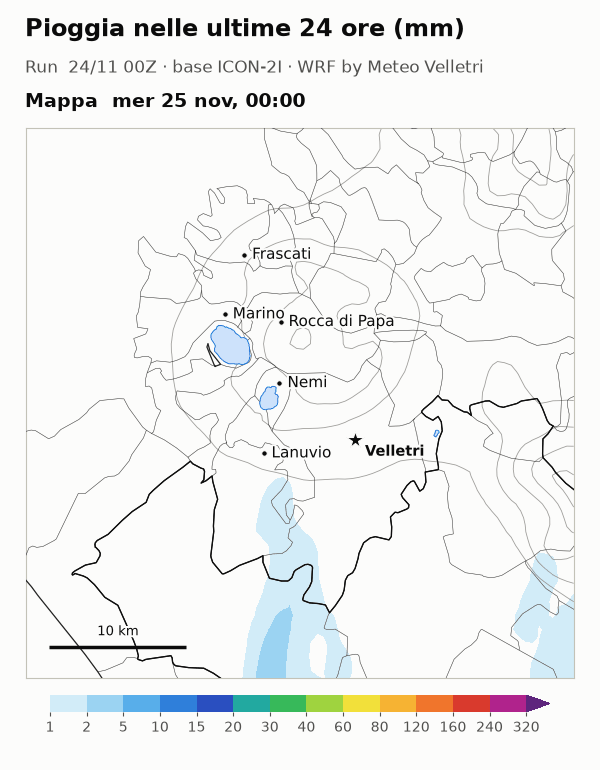 Pioggia nelle ultime 24 ore (mm)
Run  24/11 00Z · base ICON-2I · WRF by Meteo Velletri
Mappa  mer 25 nov, 00:00
Frascati
Marino
Rocca di Papa
Nemi
Velletri
Lanuvio
10 km
1 2 5 10 15 20 30 40 60 80 120 160 240 320